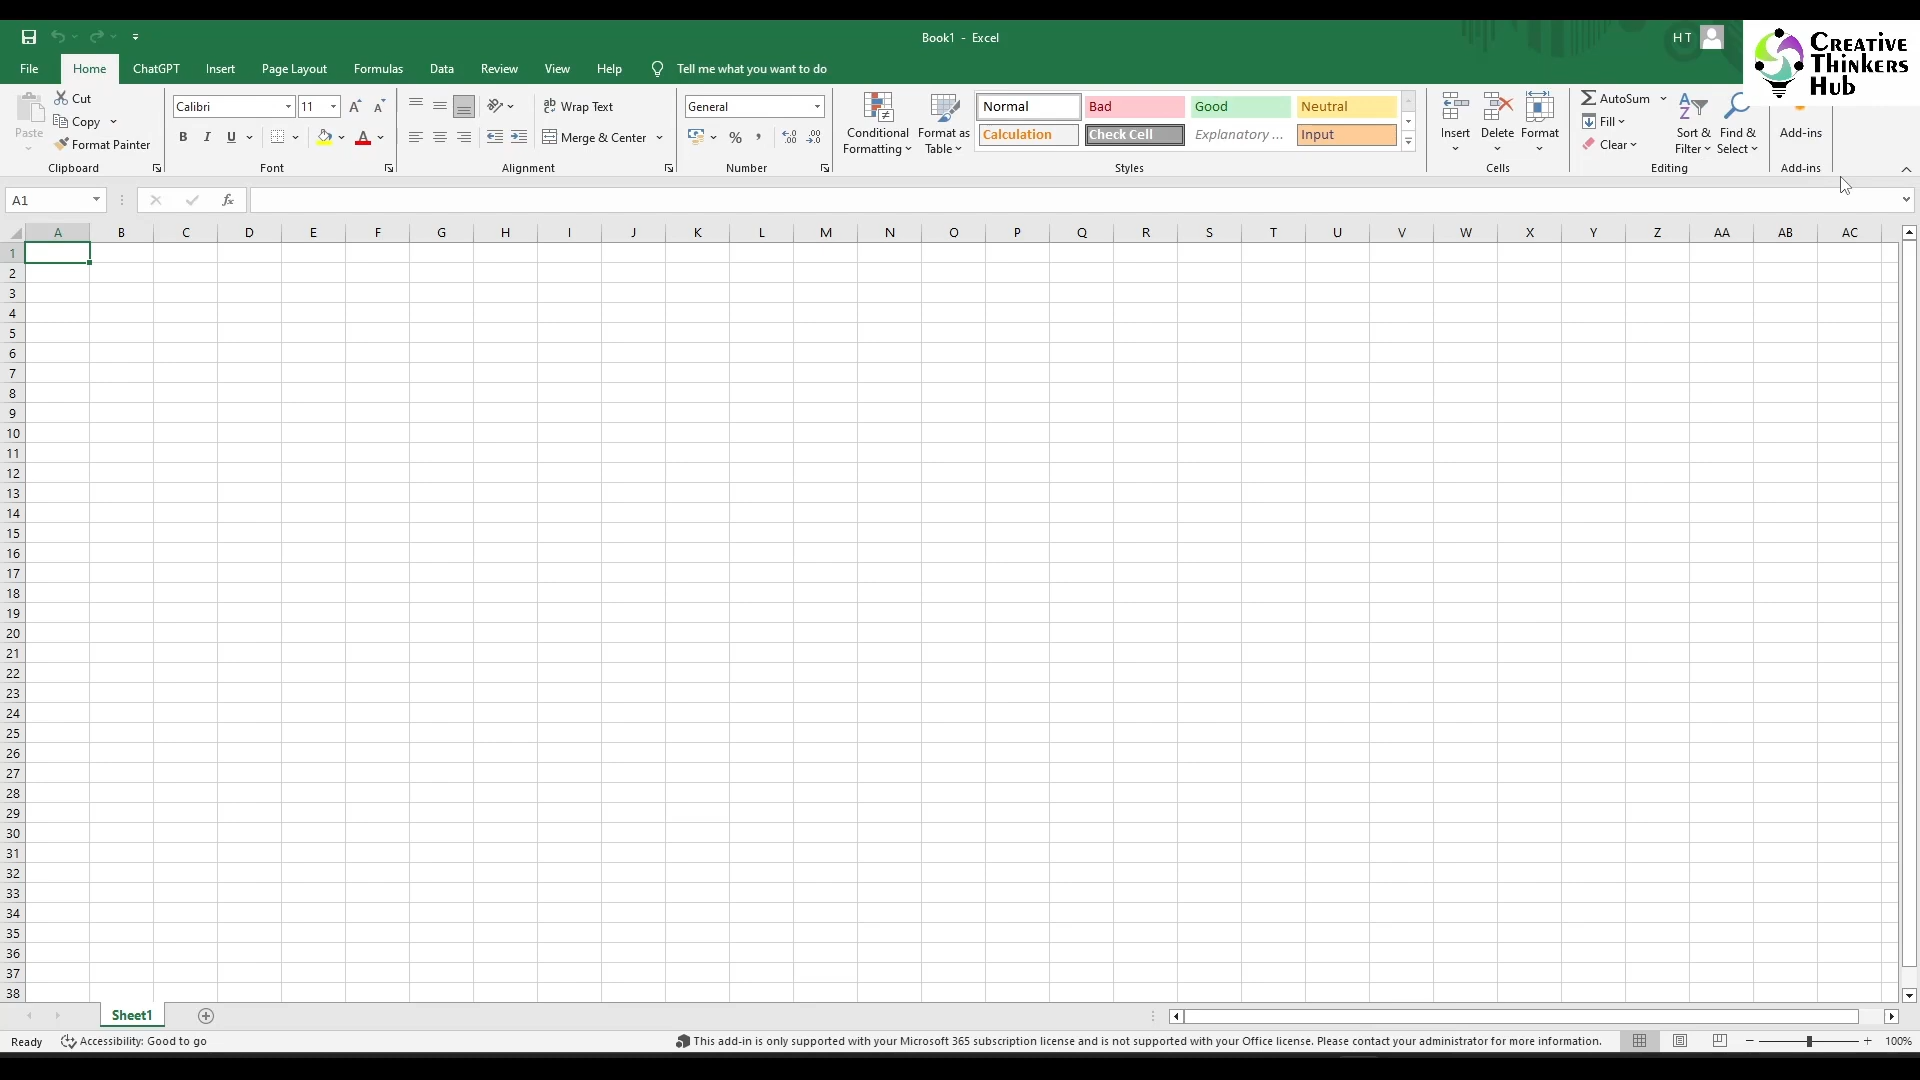 Book1 - Excel
H T
CREATIVE
THINKERS
HUB
File Home ChatGPT Insert Page Layout Formulas Data Review View Help Tell me what you want to do
Paste
Cut
Copy
Format Painter
Clipboard
Calibri 11
B I U
Font
ab Wrap Text
Merge & Center
Alignment
General
%
Number
Conditional
Formatting
Format as
Table
Normal Bad Good Neutral
Calculation Check Cell Explanatory ... Input
Styles
Insert Delete Format
Cells
AutoSum
Fill
Clear
Sort &
Filter
Find &
Select
Editing
Add-ins
Add-ins
A1
fx
A B C D E F G H I J K L M N O P Q R S T U V W X Y Z AA AB AC
1
2
3
4
5
6
7
8
9
10
11
12
13
14
15
16
17
18
19
20
21
22
23
24
25
26
27
28
29
30
31
32
33
34
35
36
37
38
Sheet1
Ready Accessibility: Good to go This add-in is only supported with your Microsoft 365 subscription license and is not supported with your Office license. Please contact your administrator for more information. 100%